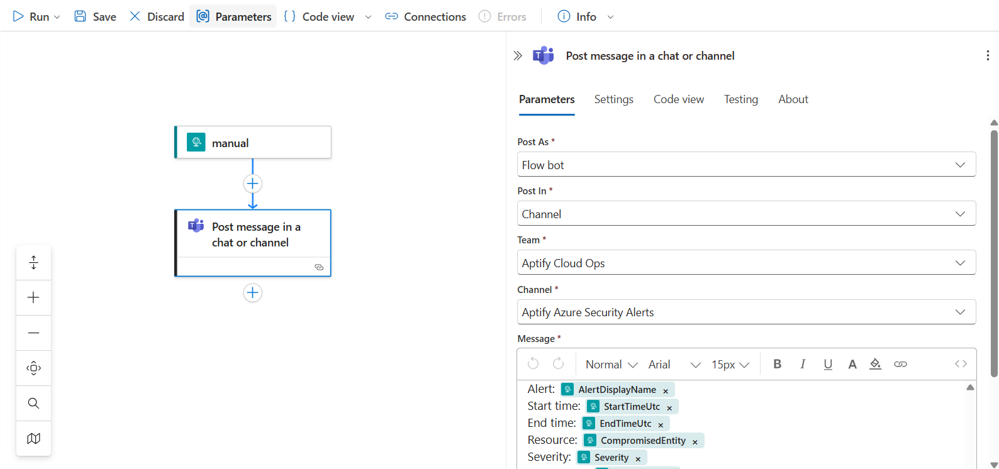 Run Save Discard Parameters Code view Connections Errors Info
Post message in a chat or channel
Parameters Settings Code view Testing About
manual
Post message in a
chat or channel
Post As *
Flow bot
Post In *
Channel
Team *
Aptify Cloud Ops
Channel *
Aptify Azure Security Alerts
Message *
Normal Arial 15px B I U A
Alert: AlertDisplayName ×
Start time: StartTimeUtc ×
End time: EndTimeUtc ×
Resource: CompromisedEntity ×
Severity: Severity ×